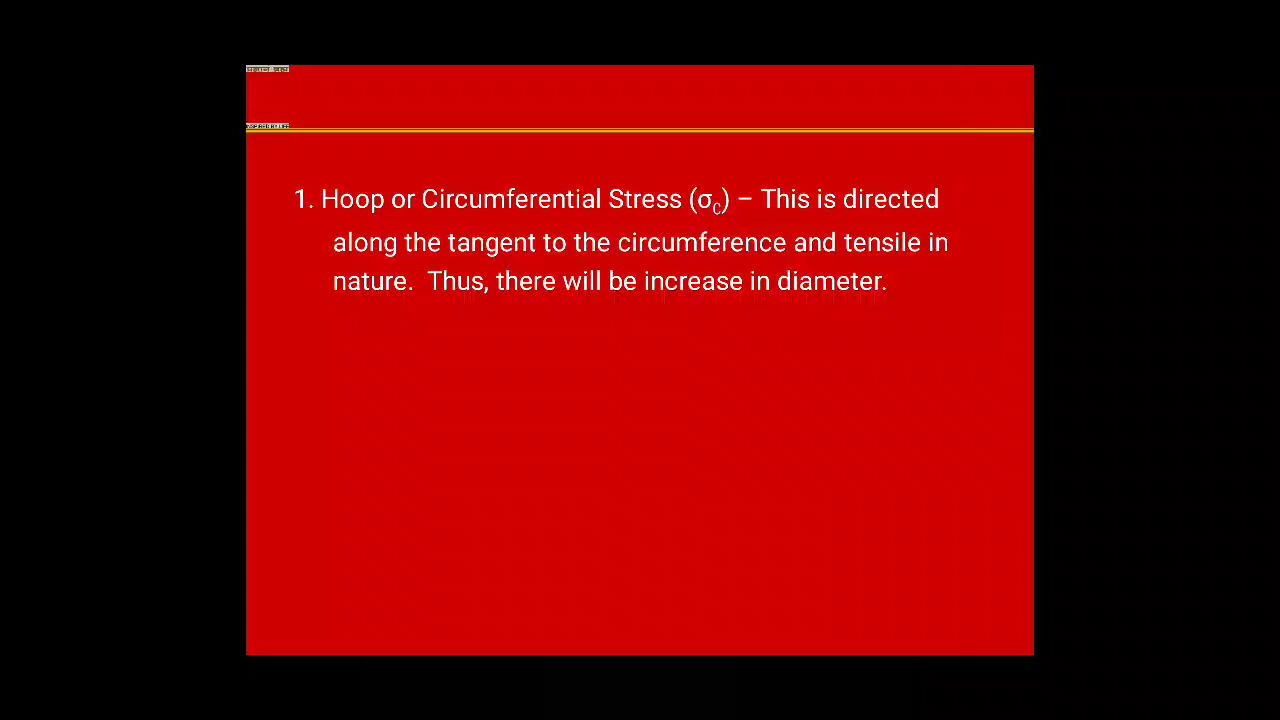 1. Hoop or Circumferential Stress (σC) – This is directed
along the tangent to the circumference and tensile in
nature.  Thus, there will be increase in diameter.